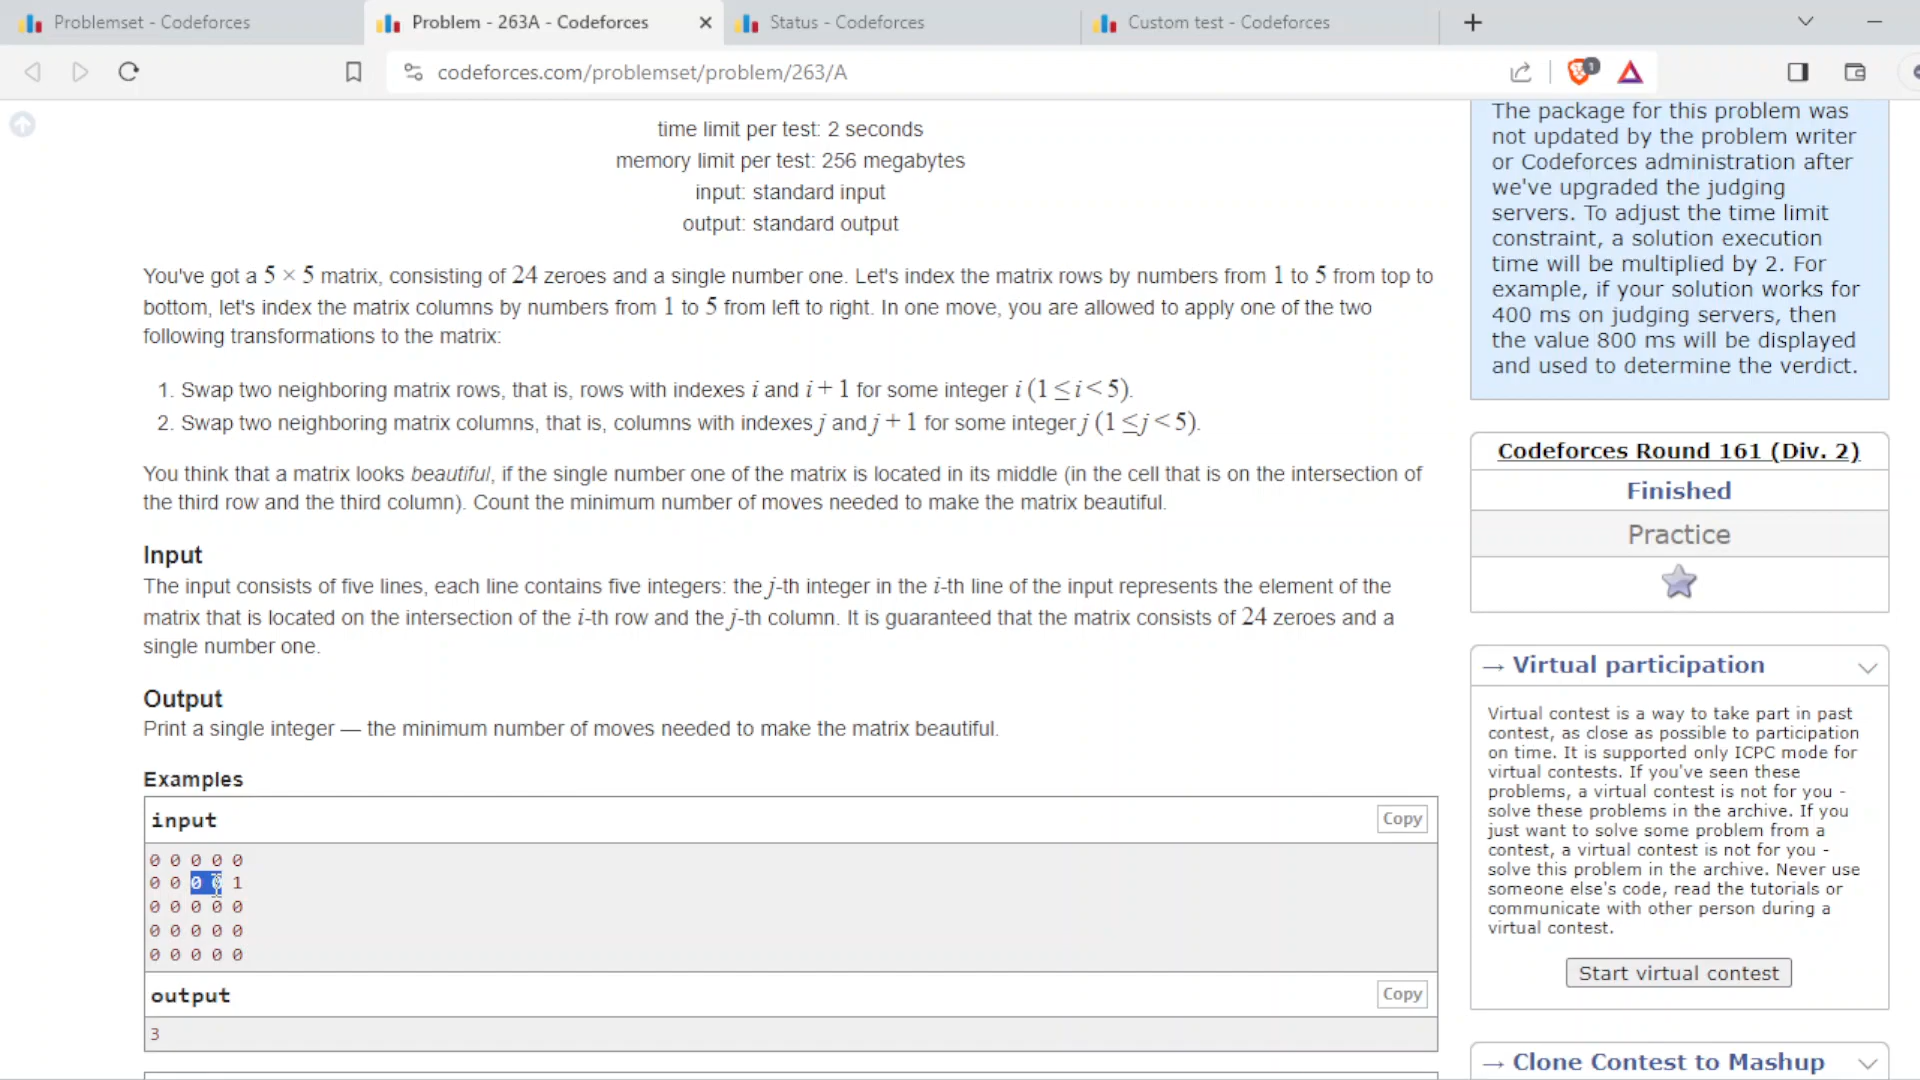 Problemset - Codeforces
Problem - 263A - Codeforces
Status - Codeforces
Custom test - Codeforces
codeforces.com/problemset/problem/263/A
1
time limit per test: 2 seconds
memory limit per test: 256 megabytes
input: standard input
output: standard output
You've got a 5 × 5 matrix, consisting of 24 zeroes and a single number one. Let's index the matrix rows by numbers from 1 to 5 from top to
bottom, let's index the matrix columns by numbers from 1 to 5 from left to right. In one move, you are allowed to apply one of the two
following transformations to the matrix:
1. Swap two neighboring matrix rows, that is, rows with indexes i and i + 1 for some integer i (1 ≤ i < 5).
2. Swap two neighboring matrix columns, that is, columns with indexes j and j + 1 for some integer j (1 ≤ j < 5).
You think that a matrix looks beautiful, if the single number one of the matrix is located in its middle (in the cell that is on the intersection of
the third row and the third column). Count the minimum number of moves needed to make the matrix beautiful.
Input
The input consists of five lines, each line contains five integers: the j-th integer in the i-th line of the input represents the element of the
matrix that is located on the intersection of the i-th row and the j-th column. It is guaranteed that the matrix consists of 24 zeroes and a
single number one.
Output
Print a single integer — the minimum number of moves needed to make the matrix beautiful.
Examples
input
Copy
0 0 0 0 0
0 0 0 0 1
0 0 0 0 0
0 0 0 0 0
0 0 0 0 0
output
Copy
3
The package for this problem was
not updated by the problem writer
or Codeforces administration after
we've upgraded the judging
servers. To adjust the time limit
constraint, a solution execution
time will be multiplied by 2. For
example, if your solution works for
400 ms on judging servers, then
the value 800 ms will be displayed
and used to determine the verdict.
Codeforces Round 161 (Div. 2)
Finished
Practice
→ Virtual participation
Virtual contest is a way to take part in past
contest, as close as possible to participation
on time. It is supported only ICPC mode for
virtual contests. If you've seen these
problems, a virtual contest is not for you -
solve these problems in the archive. If you
just want to solve some problem from a
contest, a virtual contest is not for you -
solve this problem in the archive. Never use
someone else's code, read the tutorials or
communicate with other person during a
virtual contest.
Start virtual contest
→ Clone Contest to Mashup